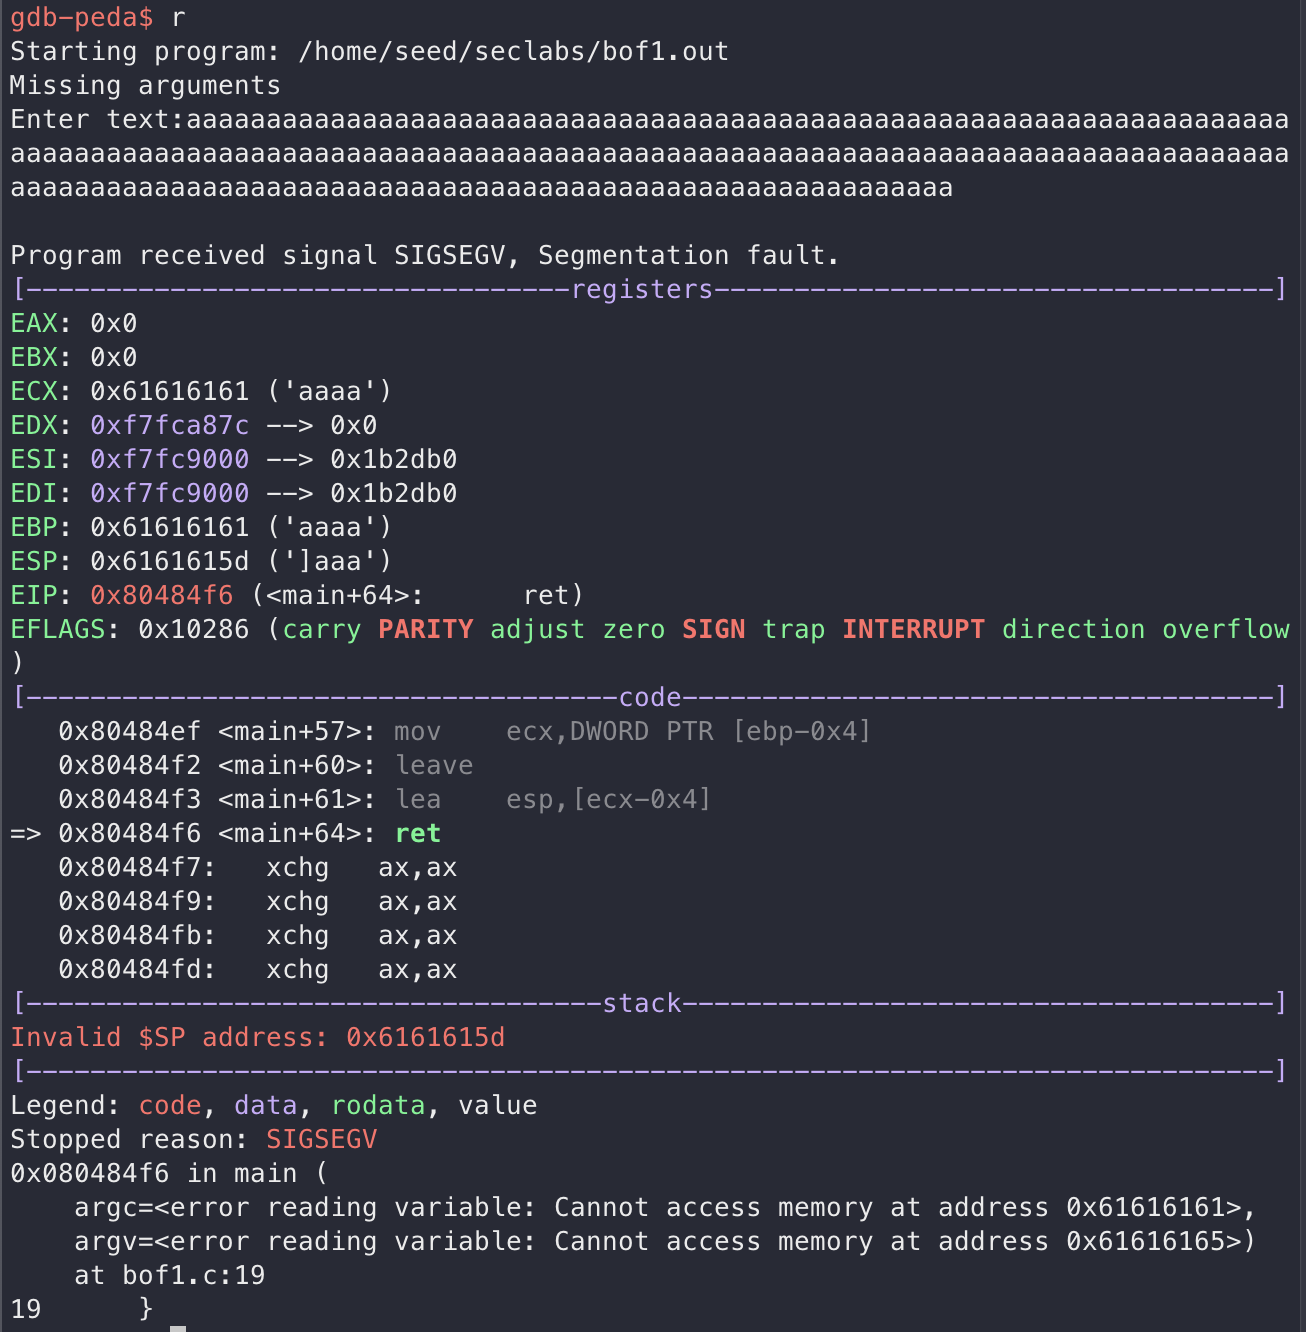 gdb-peda$ r
Starting program: /home/seed/seclabs/bof1.out
Missing arguments
Enter text:aaaaaaaaaaaaaaaaaaaaaaaaaaaaaaaaaaaaaaaaaaaaaaaaaaaaaaaaaaaaaaaaaaaaa
aaaaaaaaaaaaaaaaaaaaaaaaaaaaaaaaaaaaaaaaaaaaaaaaaaaaaaaaaaaaaaaaaaaaaaaaaaaaaaaa
aaaaaaaaaaaaaaaaaaaaaaaaaaaaaaaaaaaaaaaaaaaaaaaaaaaaaaaaaaa
Program received signal SIGSEGV, Segmentation fault.
[----------------------------------registers-----------------------------------]
EAX: 0x0
EBX: 0x0
ECX: 0x61616161 ('aaaa')
EDX: 0xf7fca87c --> 0x0
ESI: 0xf7fc9000 --> 0x1b2db0
EDI: 0xf7fc9000 --> 0x1b2db0
EBP: 0x61616161 ('aaaa')
ESP: 0x6161615d (']aaa')
EIP: 0x80484f6 (<main+64>:      ret)
EFLAGS: 0x10286 (carry PARITY adjust zero SIGN trap INTERRUPT direction overflow
)
[-------------------------------------code-------------------------------------]
   0x80484ef <main+57>: mov    ecx,DWORD PTR [ebp-0x4]
   0x80484f2 <main+60>: leave
   0x80484f3 <main+61>: lea    esp,[ecx-0x4]
=> 0x80484f6 <main+64>: ret
   0x80484f7:   xchg   ax,ax
   0x80484f9:   xchg   ax,ax
   0x80484fb:   xchg   ax,ax
   0x80484fd:   xchg   ax,ax
[------------------------------------stack-------------------------------------]
Invalid $SP address: 0x6161615d
[------------------------------------------------------------------------------]
Legend: code, data, rodata, value
Stopped reason: SIGSEGV
0x080484f6 in main (
    argc=<error reading variable: Cannot access memory at address 0x61616161>,
    argv=<error reading variable: Cannot access memory at address 0x61616165>)
    at bof1.c:19
19      }